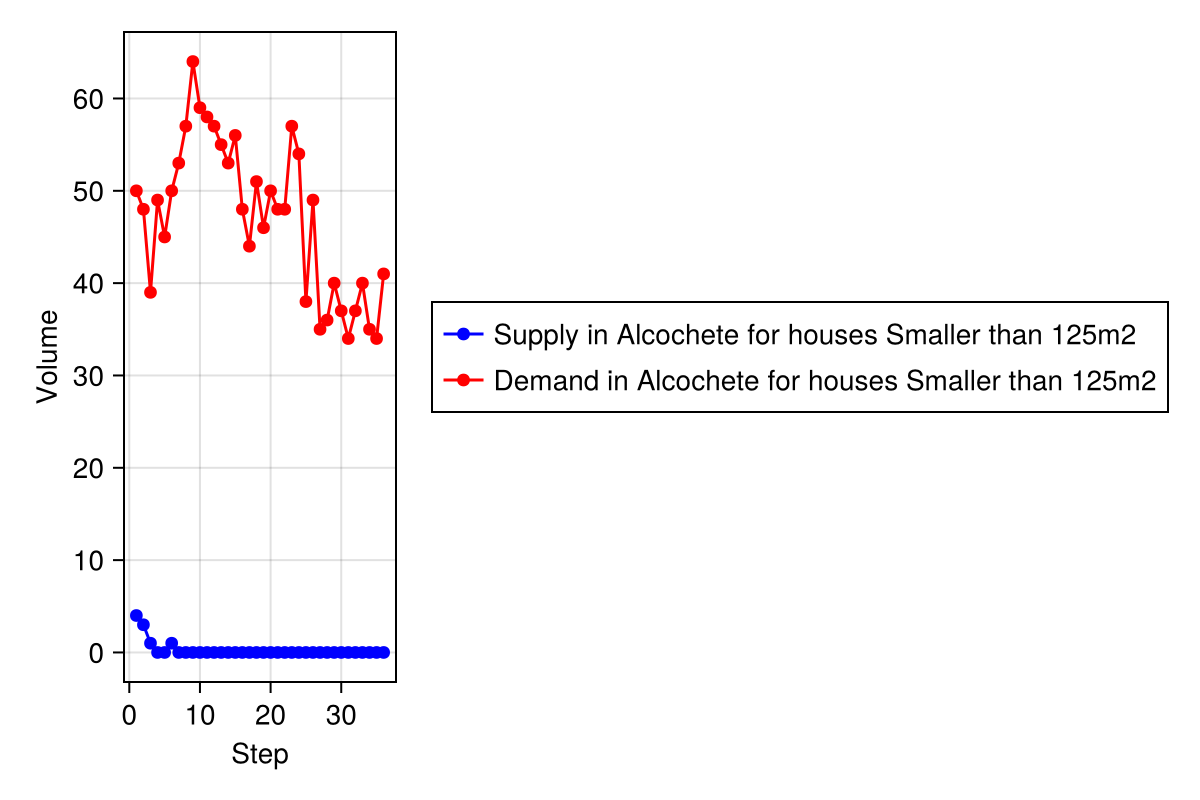 60
50
40
30
20
10
0
Volume
0 10 20 30
Step
Supply in Alcochete for houses Smaller than 125m2
Demand in Alcochete for houses Smaller than 125m2